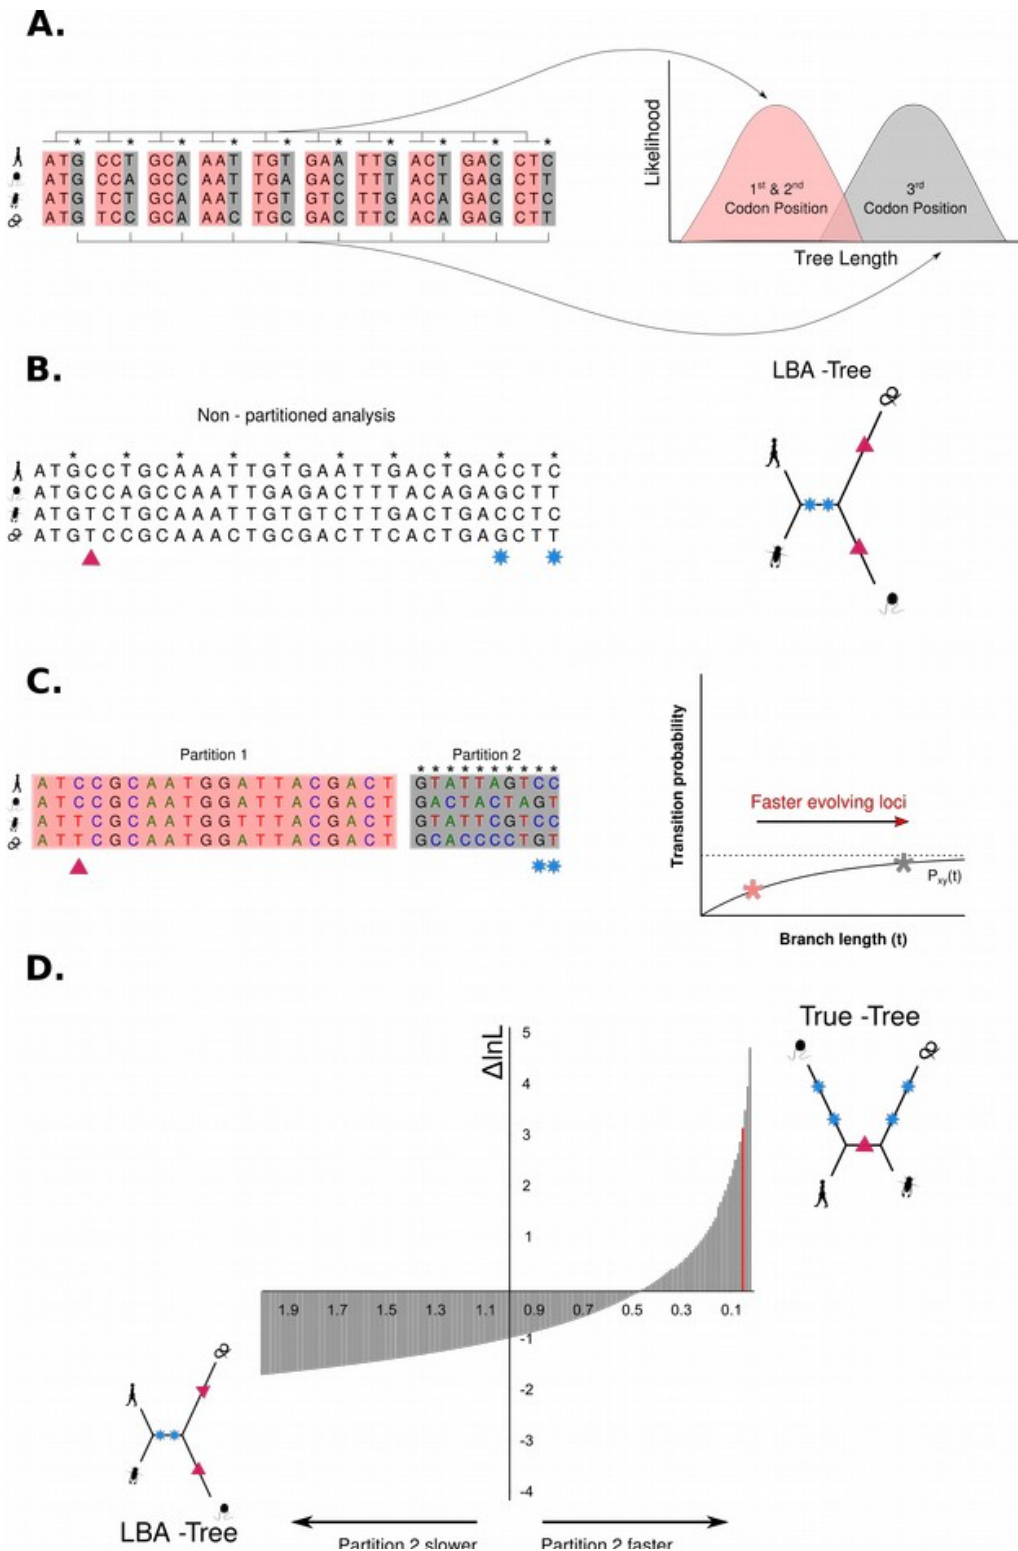 A.
* * * * * * * * * *
ATG CCT GCA AAT TGT GAA TTG ACT GAC CTC
ATG CCA GCC AAT TGA GAC TTT ACT GAG CTT
ATG TCT GCA AAT TGT GAC TTG ACT GAC CTC
ATG TCC GCA AAC TGC GTC TTC ACA GAG CTT
Likelihood
1st & 2nd
Codon Position
3rd
Codon Position
Tree Length
B.
LBA -Tree
Non - partitioned analysis
* * * * * * * * * *
ATGCCTGCAAATTGTGAATTGACTGACCTC
ATGCCAGCCAATTGAGACTTTACAGAGCTT
ATGTCTGCAAATTGTGTCTTGACTGACCTC
ATGTCCGCAAACTGCGACTTCACTGAGCTT
C.
Partition 1
Partition 2
* * * * * * * * * *
ATCCGCAATGGATTACGACT GTATTAGTCC
ATCCGCAATGGATTACGACT GACTACTAGT
ATTCGCAATGGTTTACGACT GTATTCGTCC
ATTCGCAATGGATTACGACT GCACCCCTGT
Transition probability
Faster evolving loci
Pxy(t)
Branch length (t)
D.
True -Tree
ΔlnL
5
4
3
2
1
1.9 1.7 1.5 1.3 1.1 0.9 0.7 0.5 0.3 0.1
-1
-2
-3
-4
LBA -Tree
Partition 2 slower
Partition 2 faster